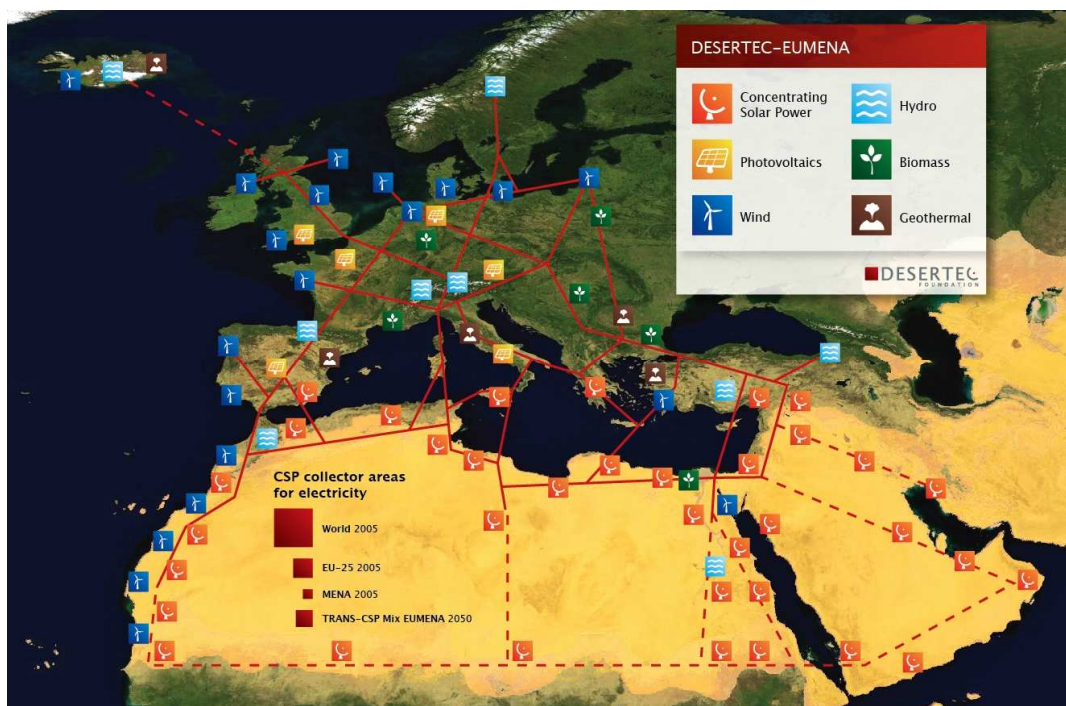 DESERTEC–EUMENA
Concentrating
Solar Power
Hydro
Photovoltaics
Biomass
Wind
Geothermal
DESERTEC
FOUNDATION
CSP collector areas
for electricity
World 2005
EU-25 2005
MENA 2005
TRANS-CSP Mix EUMENA 2050